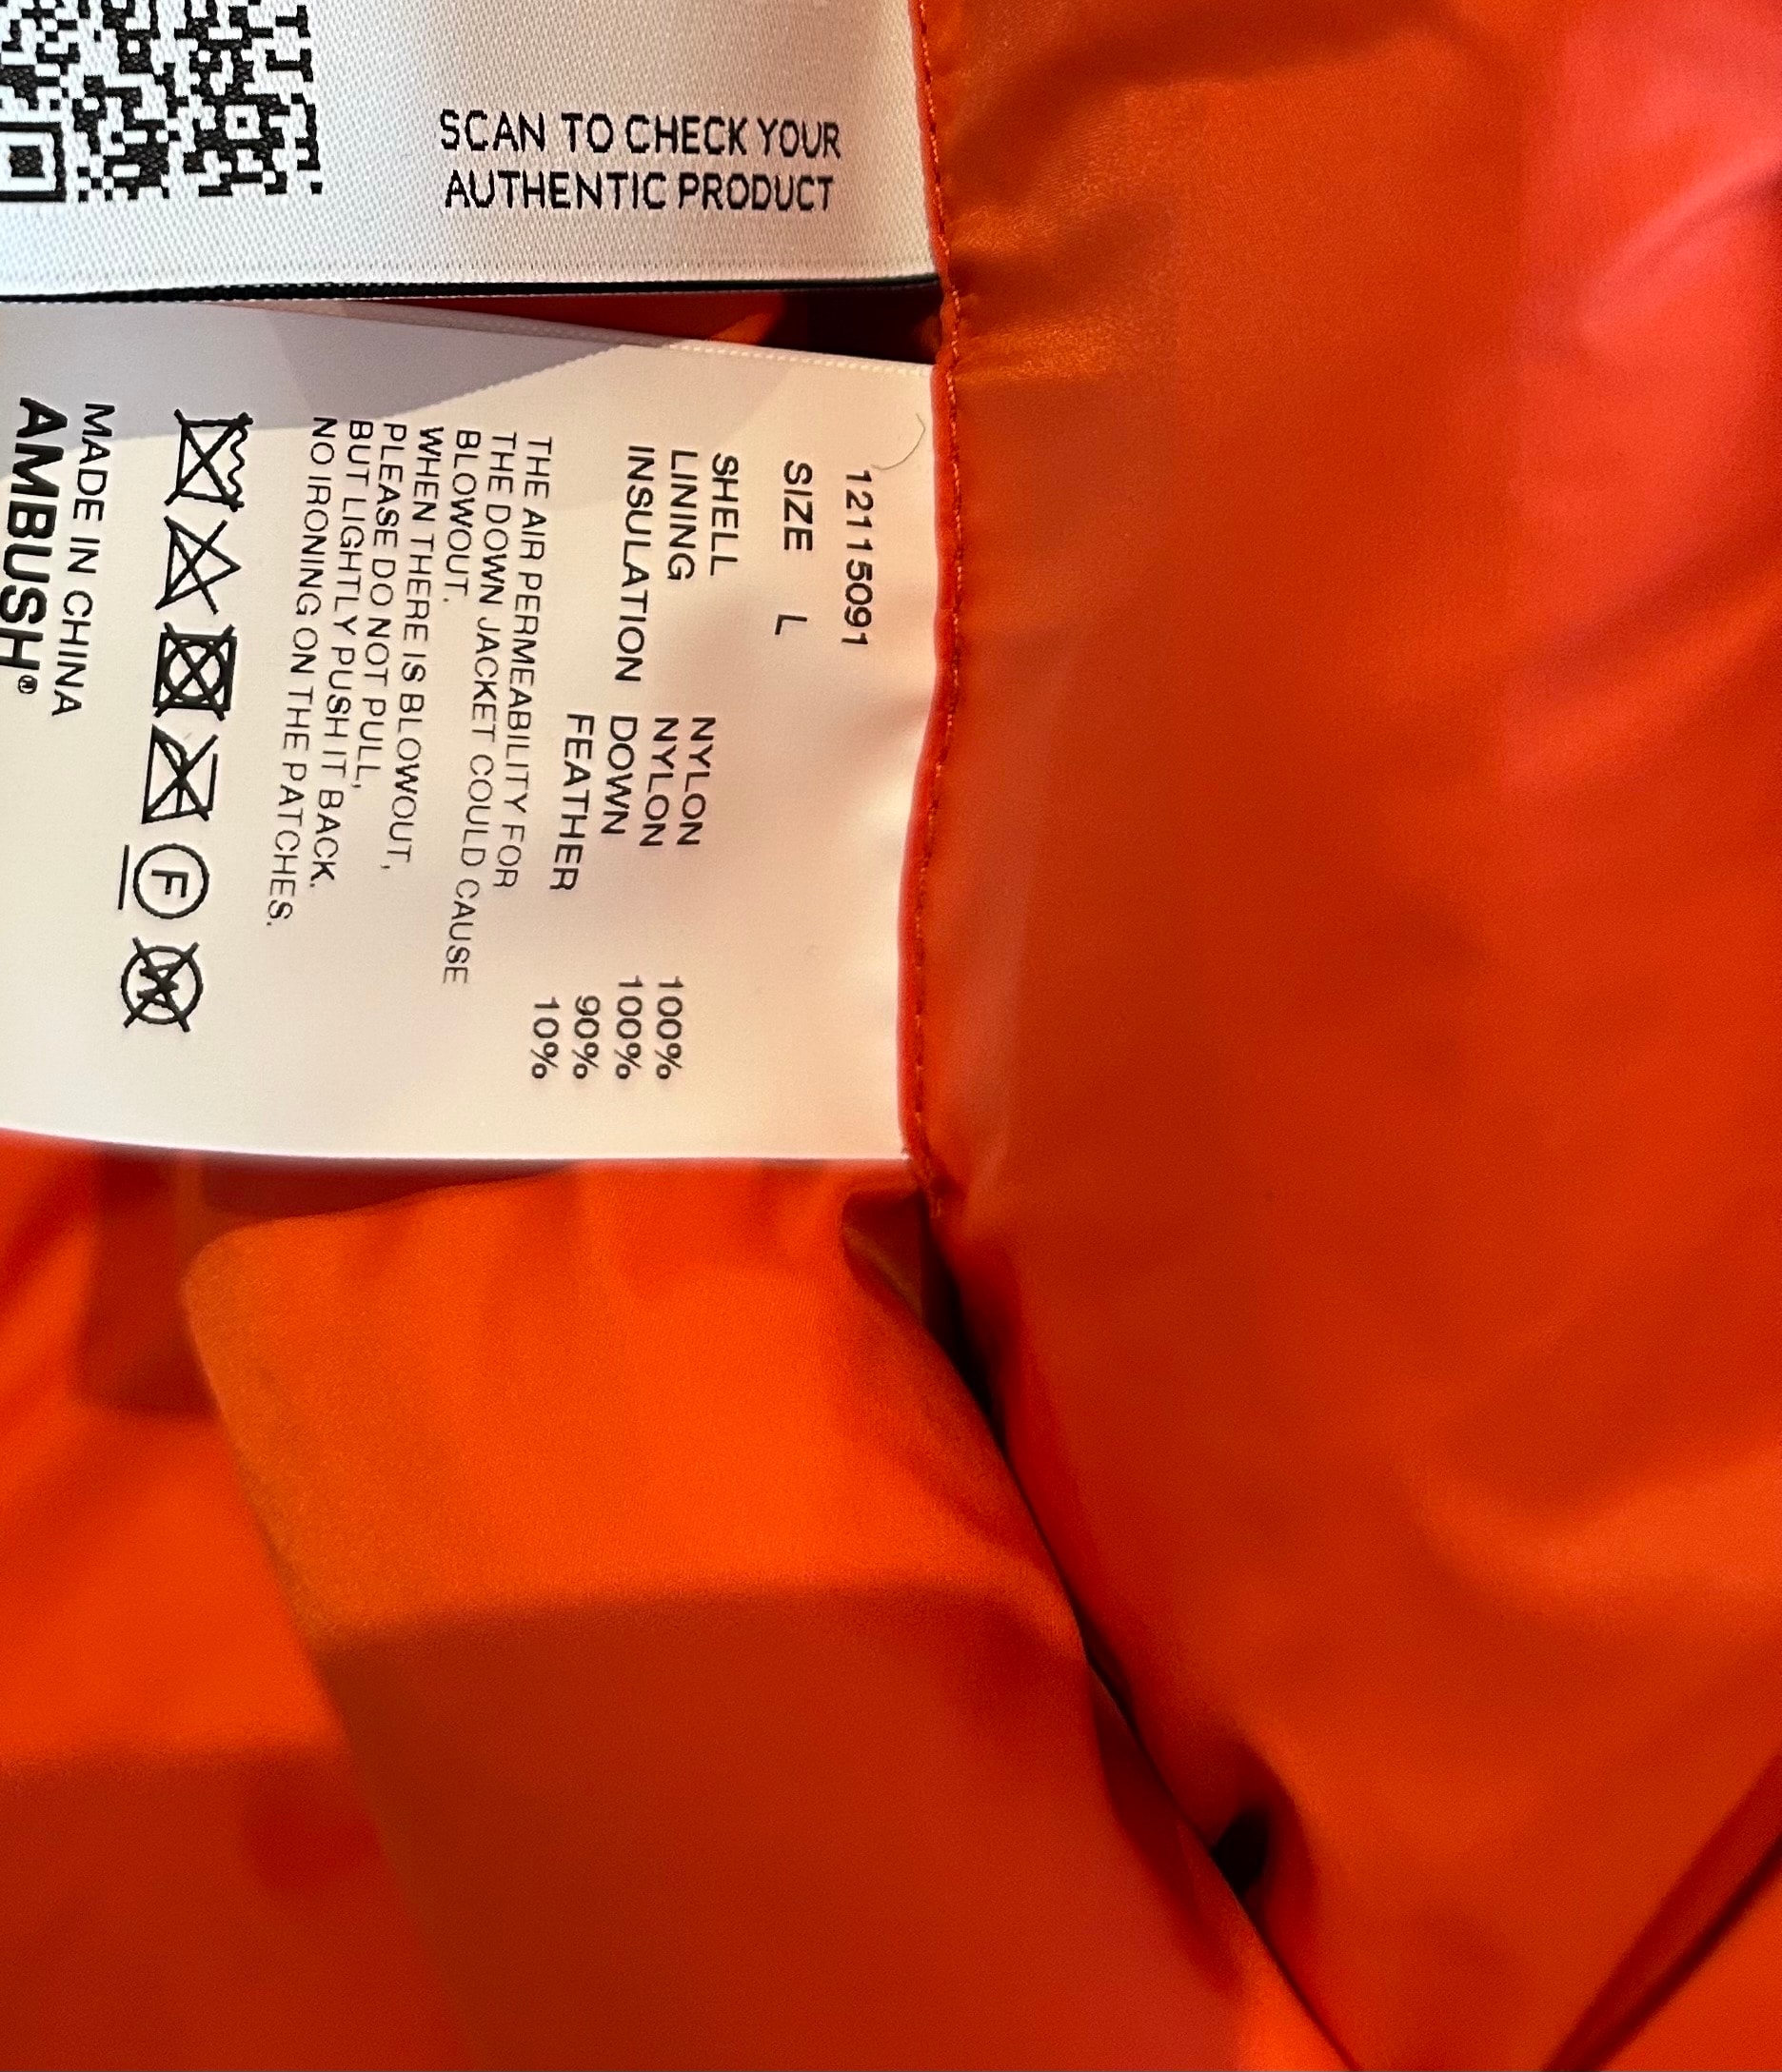 SCAN TO CHECK YOUR
AUTHENTIC PRODUCT
12115091
SIZE L
SHELL NYLON 100%
LINING NYLON 100%
INSULATION DOWN 90%
FEATHER 10%
THE AIR PERMEABILITY FOR
THE DOWN JACKET COULD CAUSE
BLOWOUT.
WHEN THERE IS BLOWOUT,
PLEASE DO NOT PULL,
BUT LIGHTLY PUSH IT BACK.
NO IRONING ON THE PATCHES.
F W
MADE IN CHINA
AMBUSH®